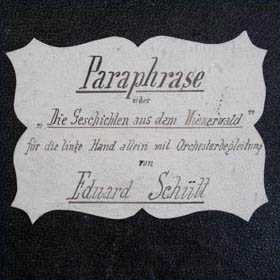 Paraphrase
über
„Die Geschichten aus dem Wienerwald"
für die linke Hand allein mit Orchesterbegleitung
von
Eduard Schütt